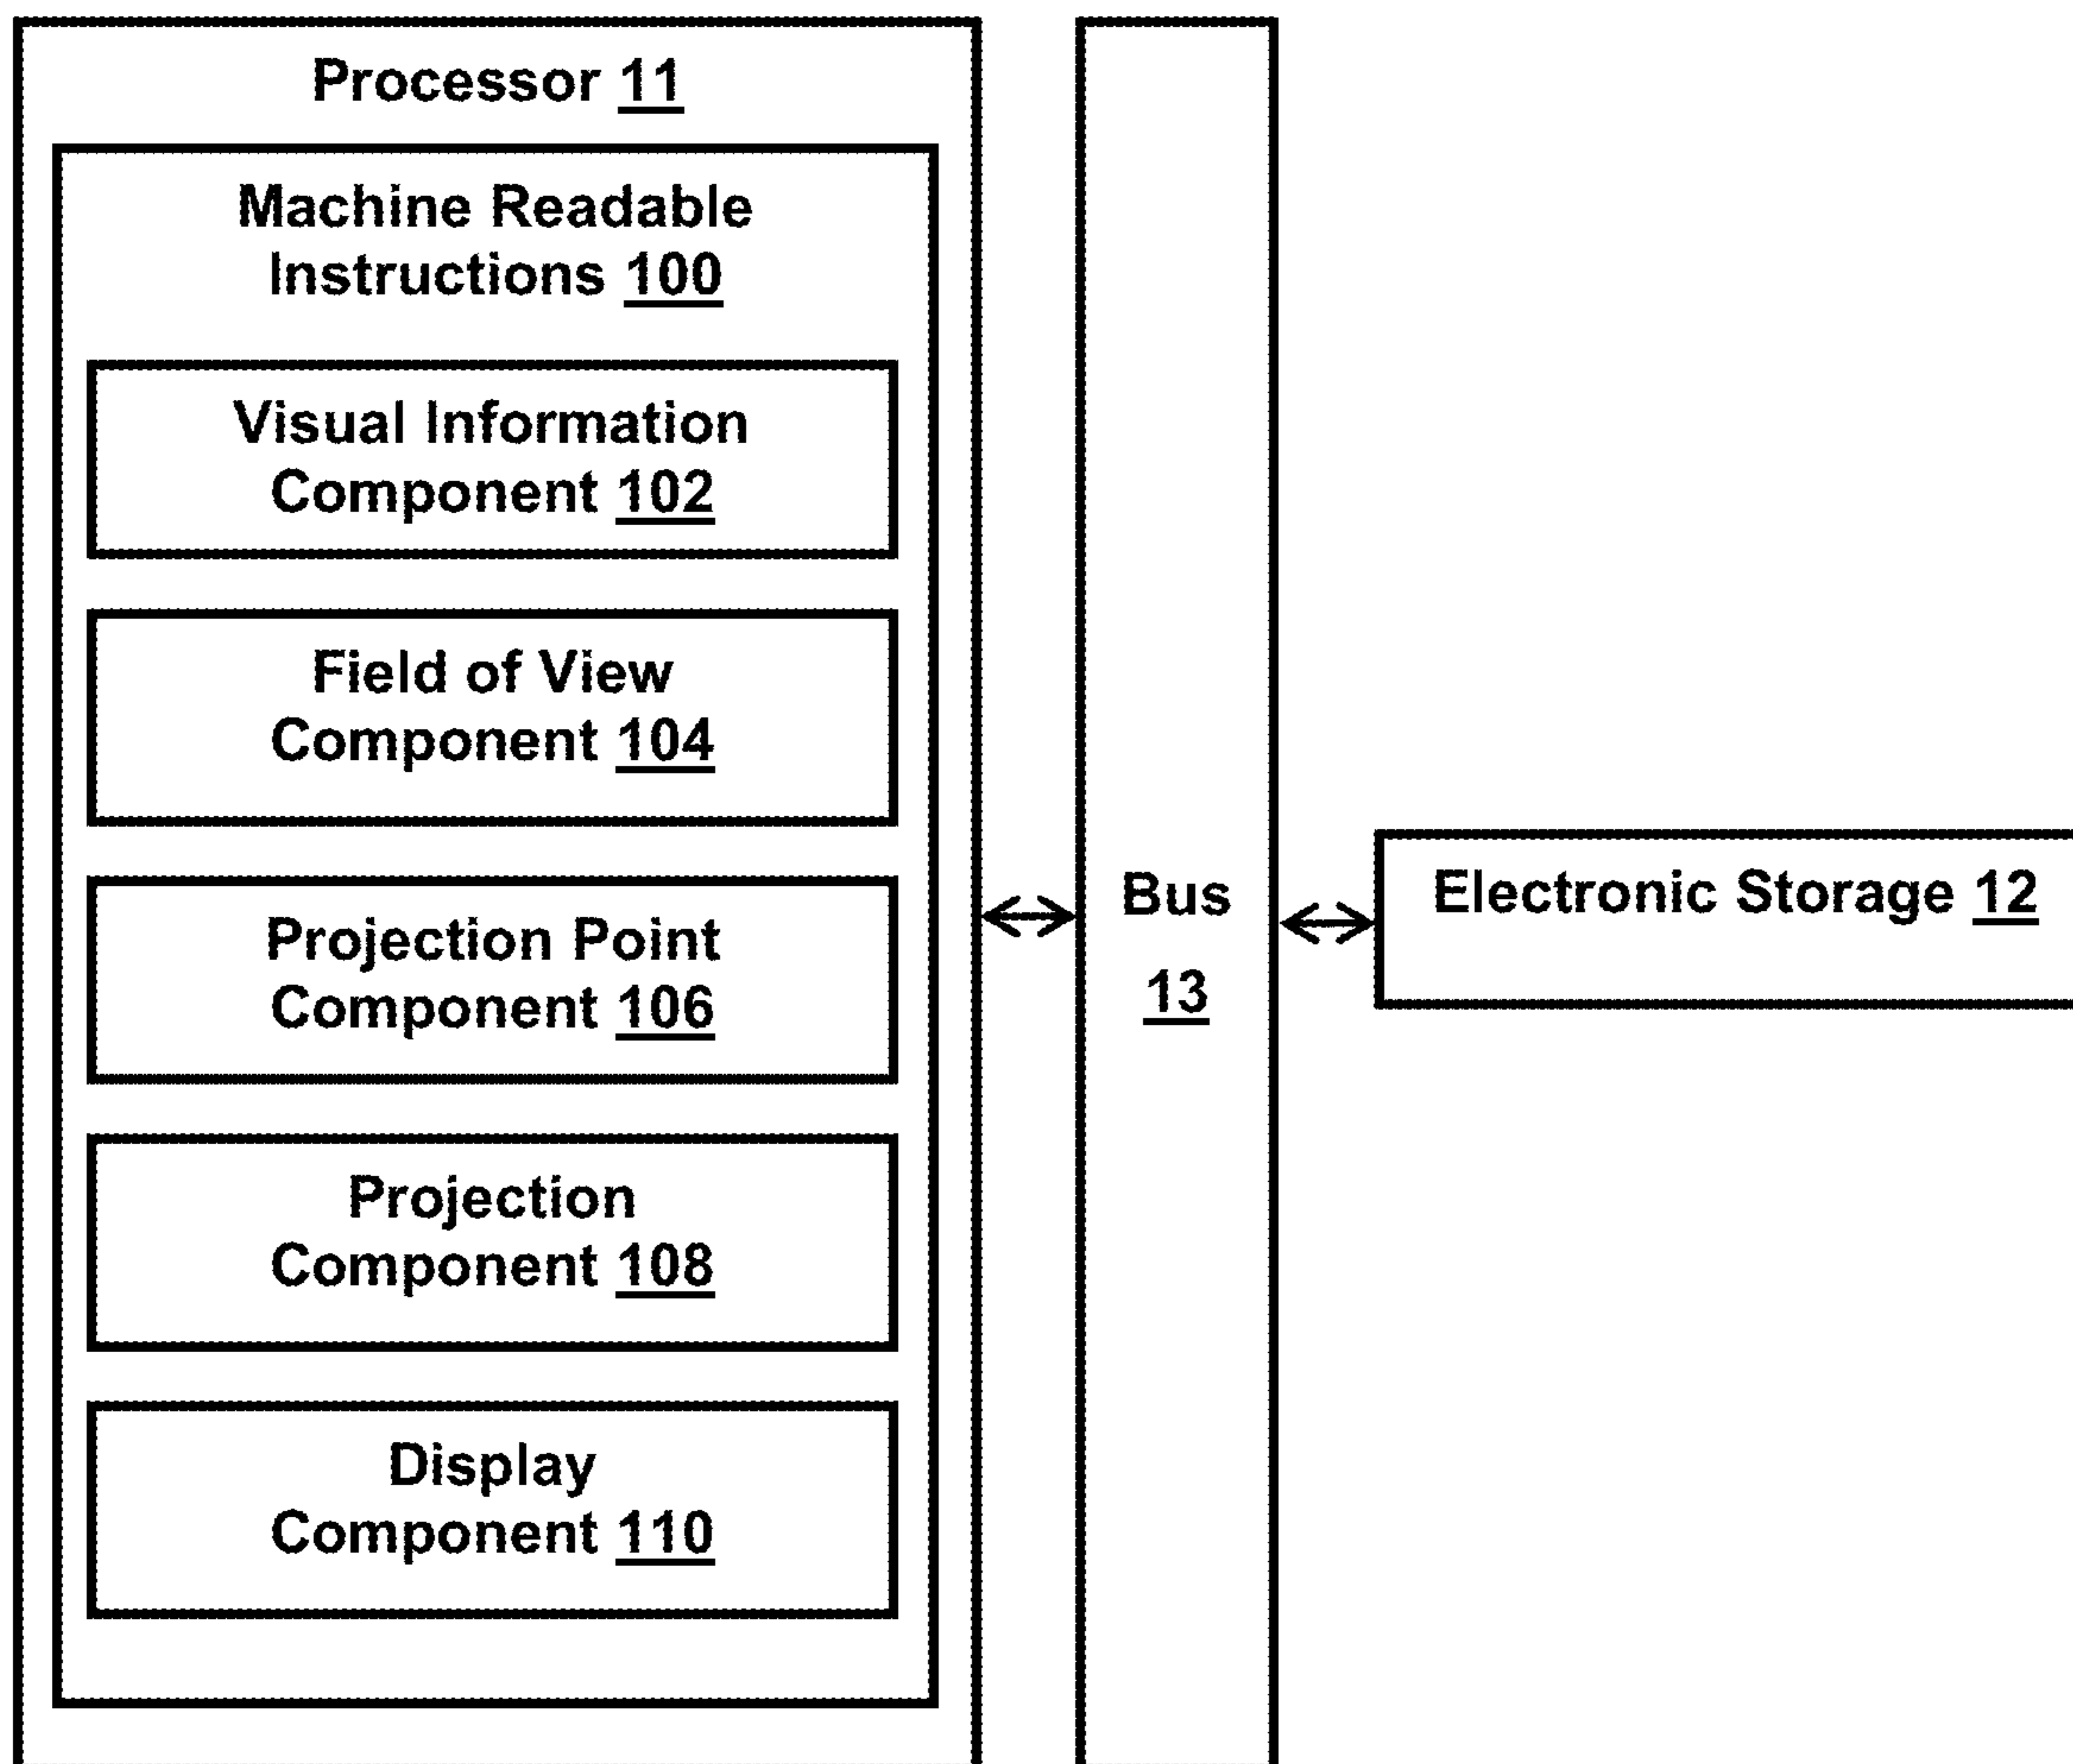 Processor 11
Machine Readable
Instructions 100
Visual Information
Component 102
Field of View
Component 104
Projection Point
Component 106
Projection
Component 108
Display
Component 110
Bus
13
Electronic Storage 12